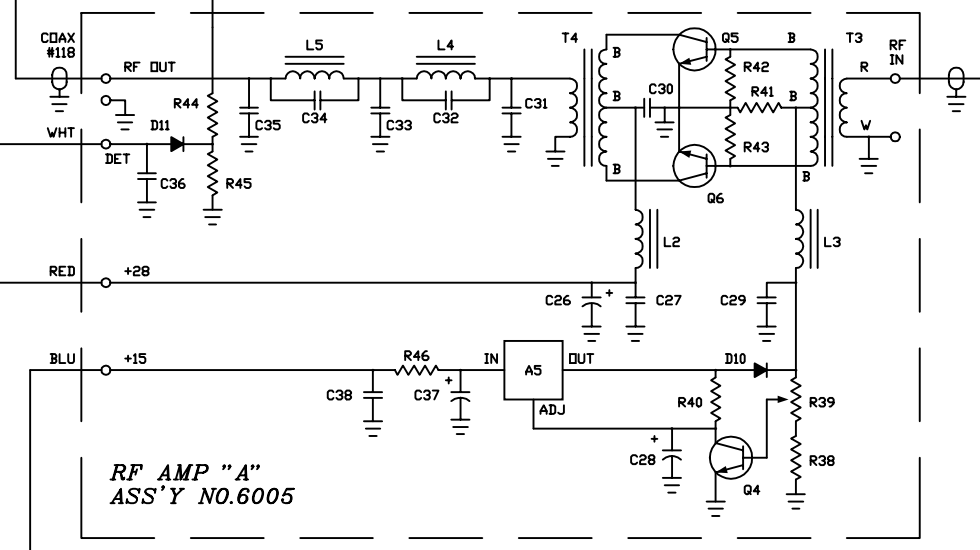 COAX
#118
RF OUT
L5
L4
T4
B
Q5
B
T3
RF
IN
R
R42
C30
R41
B
B
R44
C35
C34
C33
C32
C31
WHT
D11
DET
R43
W
C36
R45
B
B
Q6
L2
L3
RED
+28
C26
+
C27
C29
BLU
+15
R46
IN
A5
OUT
D10
C38
C37
+
ADJ
R40
R39
+
C28
R38
Q4
RF AMP "A"
ASS'Y NO.6005